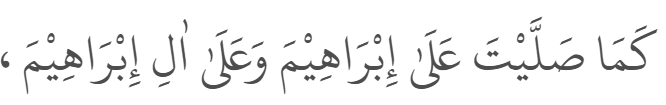 كَمَا صَلَّيْتَ عَلَىٰ إِبْرَاهِيْمَ وَعَلَىٰ اٰلِ إِبْرَاهِيْمَ ،